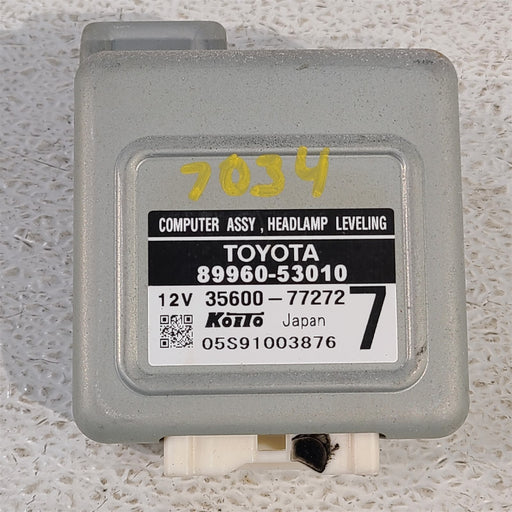 7034
COMPUTER ASSY , HEADLAMP LEVELING
TOYOTA
89960-53010
12V 35600-77272 7
KOITO Japan
05S91003876